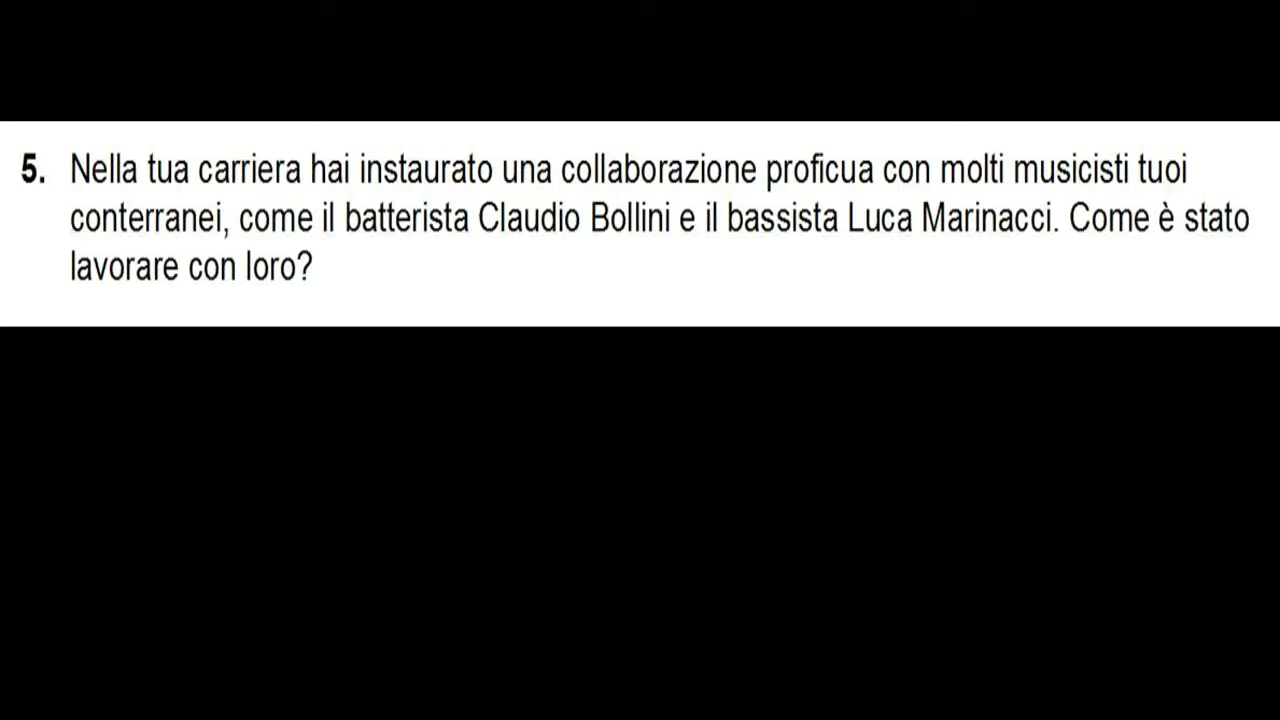 5. Nella tua carriera hai instaurato una collaborazione proficua con molti musicisti tuoi
conterranei, come il batterista Claudio Bollini e il bassista Luca Marinacci. Come è stato
lavorare con loro?